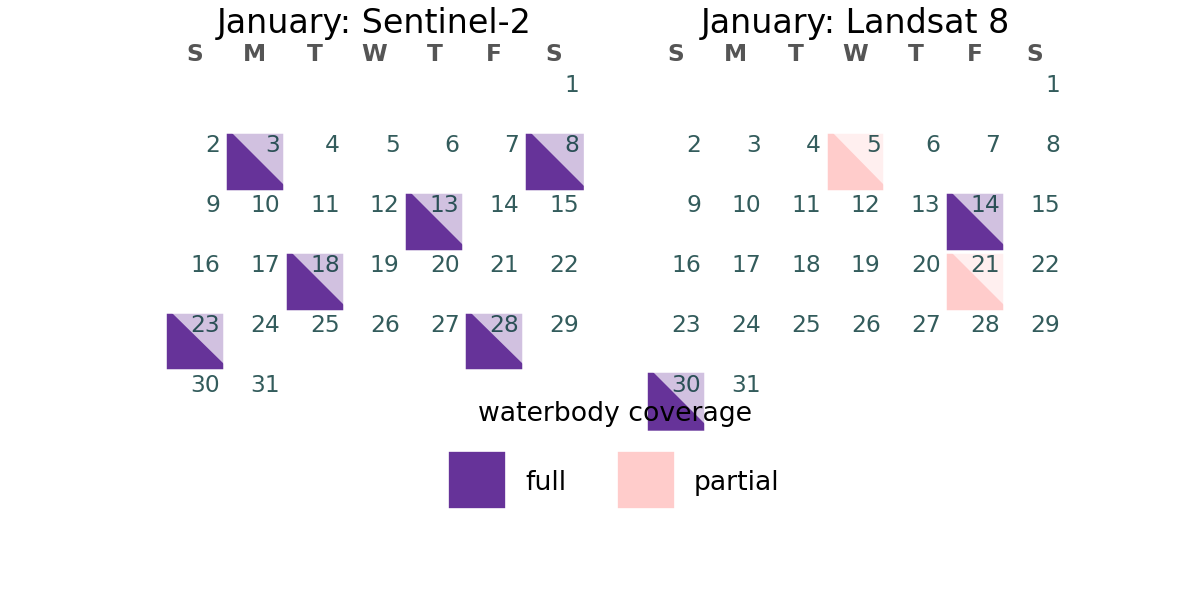 January: Sentinel-2
S M T W T F S
1
2 3 4 5 6 7 8
9 10 11 12 13 14 15
16 17 18 19 20 21 22
23 24 25 26 27 28 29
30 31
January: Landsat 8
S M T W T F S
1
2 3 4 5 6 7 8
9 10 11 12 13 14 15
16 17 18 19 20 21 22
23 24 25 26 27 28 29
30 31
waterbody coverage
full partial